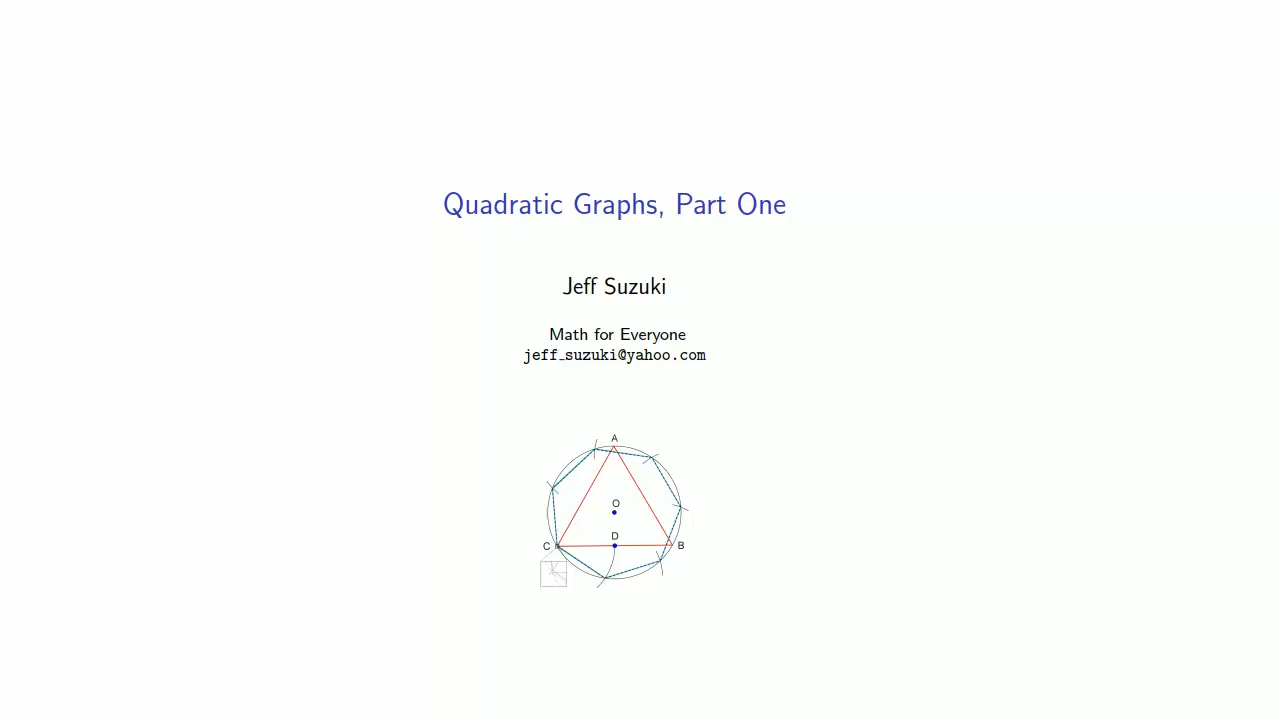 Quadratic Graphs, Part One
Jeff Suzuki
Math for Everyone
jeff_suzuki@yahoo.com
A
O
D
C
B